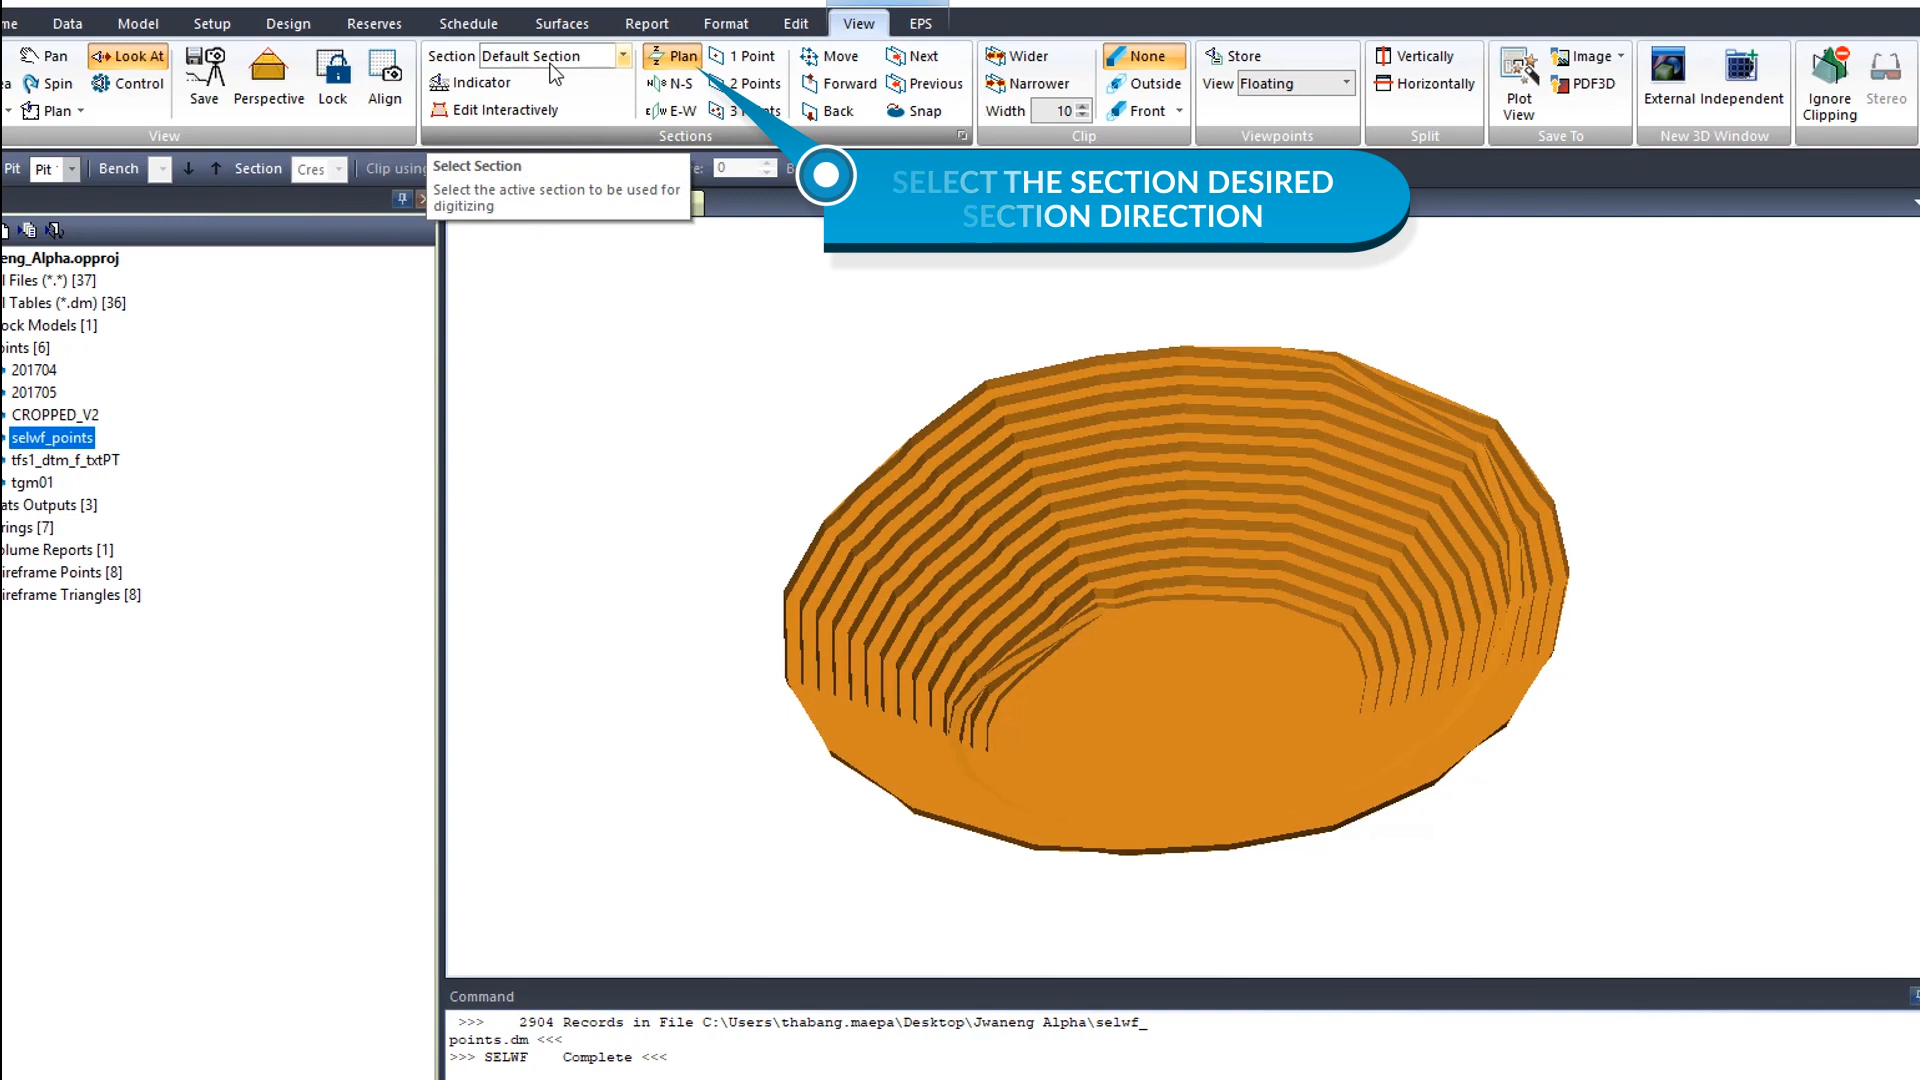 me Data Model Setup Design Reserves Schedule Surfaces Report Format Edit View EPS
Pan Look At
Spin Control
Plan
Save Perspective Lock Align
View
Section Default Section
Indicator
Edit Interactively
Plan 1 Point
N-S 2 Points
E-W 3
Move Next
Forward Previous
Back Snap
Sections
Wider None
Narrower Outside
Width 10 Front
Clip
Store
View Floating
Viewpoints
Vertically
Horizontally
Split
Plot View Image
PDF3D
Save To
External Independent
New 3D Window
Ignore Clipping Stereo
Pit Pit Bench Section Cres Clip using 0
Select Section
Select the active section to be used for
digitizing
SELECT THE SECTION DESIRED
SECTION DIRECTION
eng_Alpha.opproj
l Files (*.*) [37]
l Tables (*.dm) [36]
ock Models [1]
oints [6]
201704
201705
CROPPED_V2
selwf_points
tfs1_dtm_f_txtPT
tgm01
ats Outputs [3]
rings [7]
olume Reports [1]
ireframe Points [8]
ireframe Triangles [8]
Command
>>> 2904 Records in File C:\Users\thabang.maepa\Desktop\Jwaneng Alpha\selwf_
points.dm <<<
>>> SELWF Complete <<<